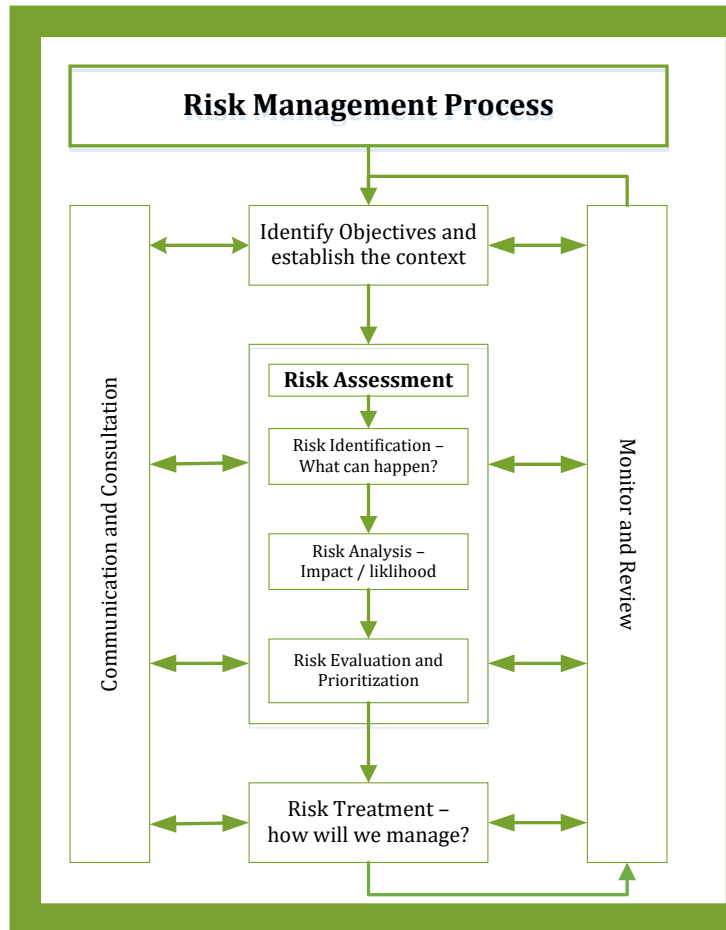 Risk Management Process
Identify Objectives and
establish the context
Communication and Consultation
Risk Assessment
Risk Identification –
What can happen?
Risk Analysis –
Impact / liklihood
Risk Evaluation and
Prioritization
Monitor and Review
Risk Treatment –
how will we manage?